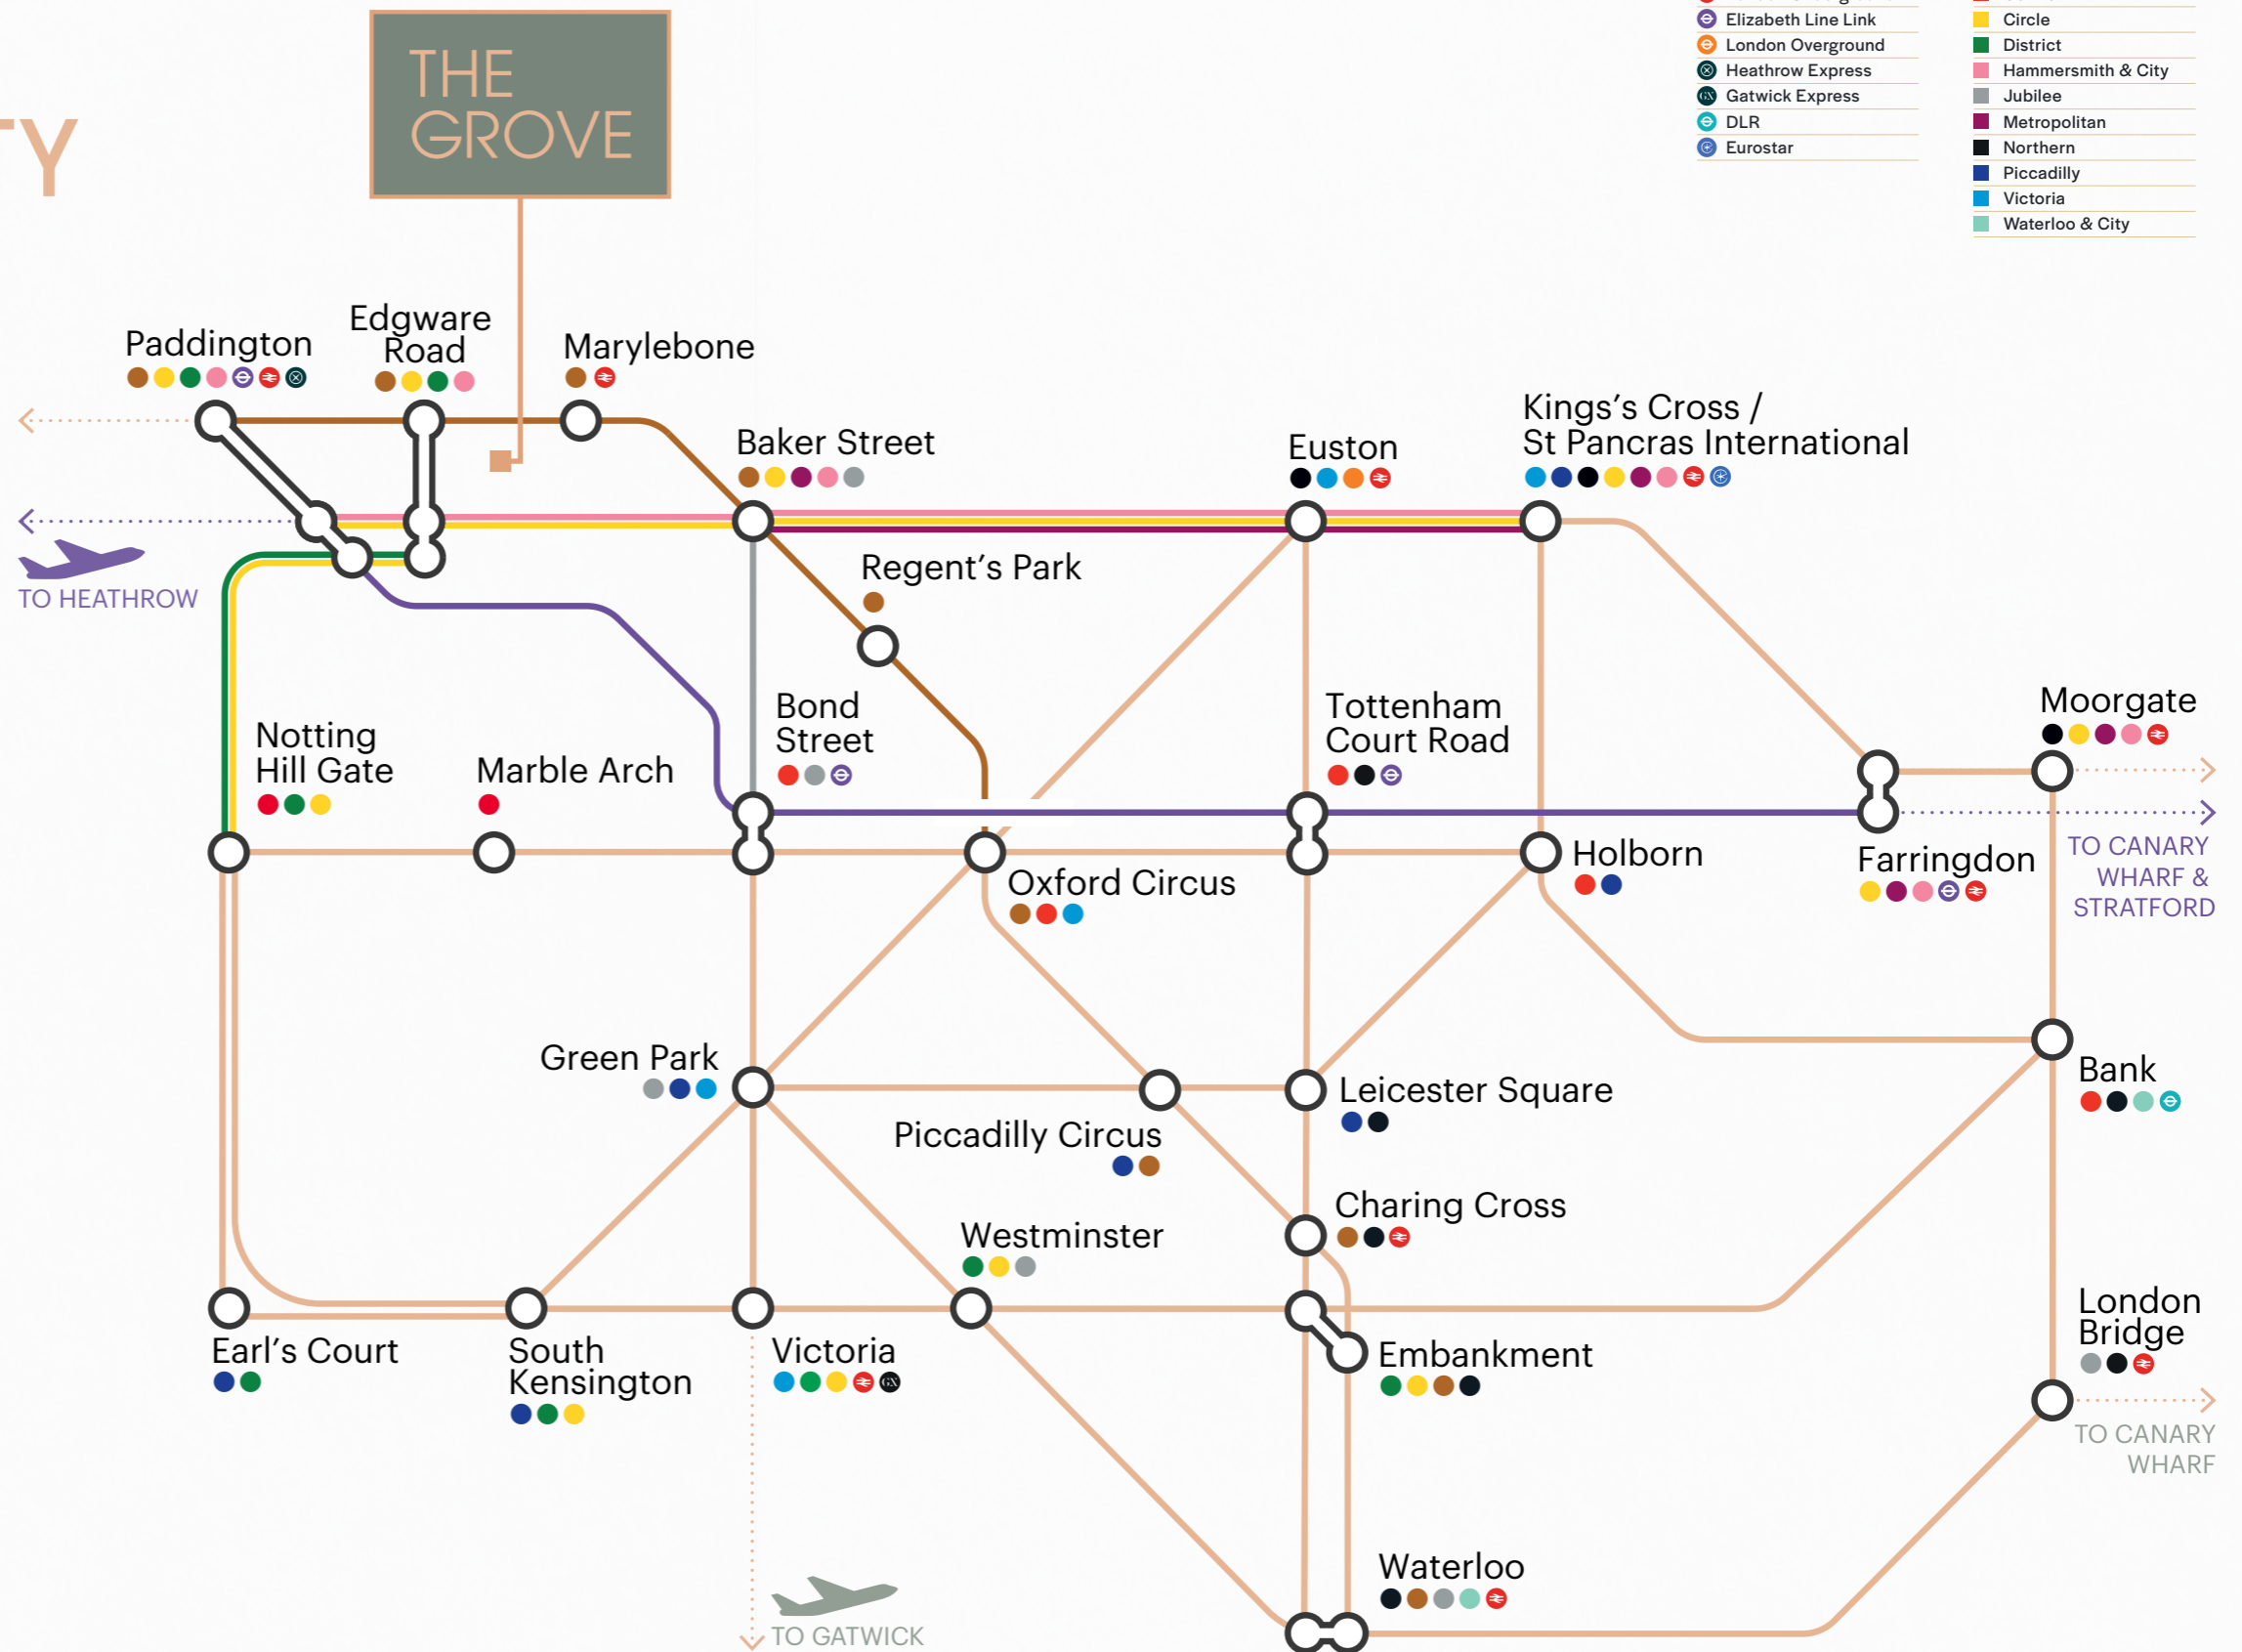 TY
THE
GROVE
Elizabeth Line Link
London Overground
Heathrow Express
Gatwick Express
DLR
Eurostar
Circle
District
Hammersmith & City
Jubilee
Metropolitan
Northern
Piccadilly
Victoria
Waterloo & City
Paddington
Edgware
Road
Marylebone
Baker Street
Euston
Kings's Cross /
St Pancras International
TO HEATHROW
Regent's Park
Notting
Hill Gate
Marble Arch
Bond
Street
Tottenham
Court Road
Moorgate
Oxford Circus
Holborn
Farringdon
TO CANARY
WHARF &
STRATFORD
Green Park
Piccadilly Circus
Leicester Square
Bank
Westminster
Charing Cross
Earl's Court
South
Kensington
Victoria
GX
Embankment
London
Bridge
TO CANARY
WHARF
Waterloo
TO GATWICK